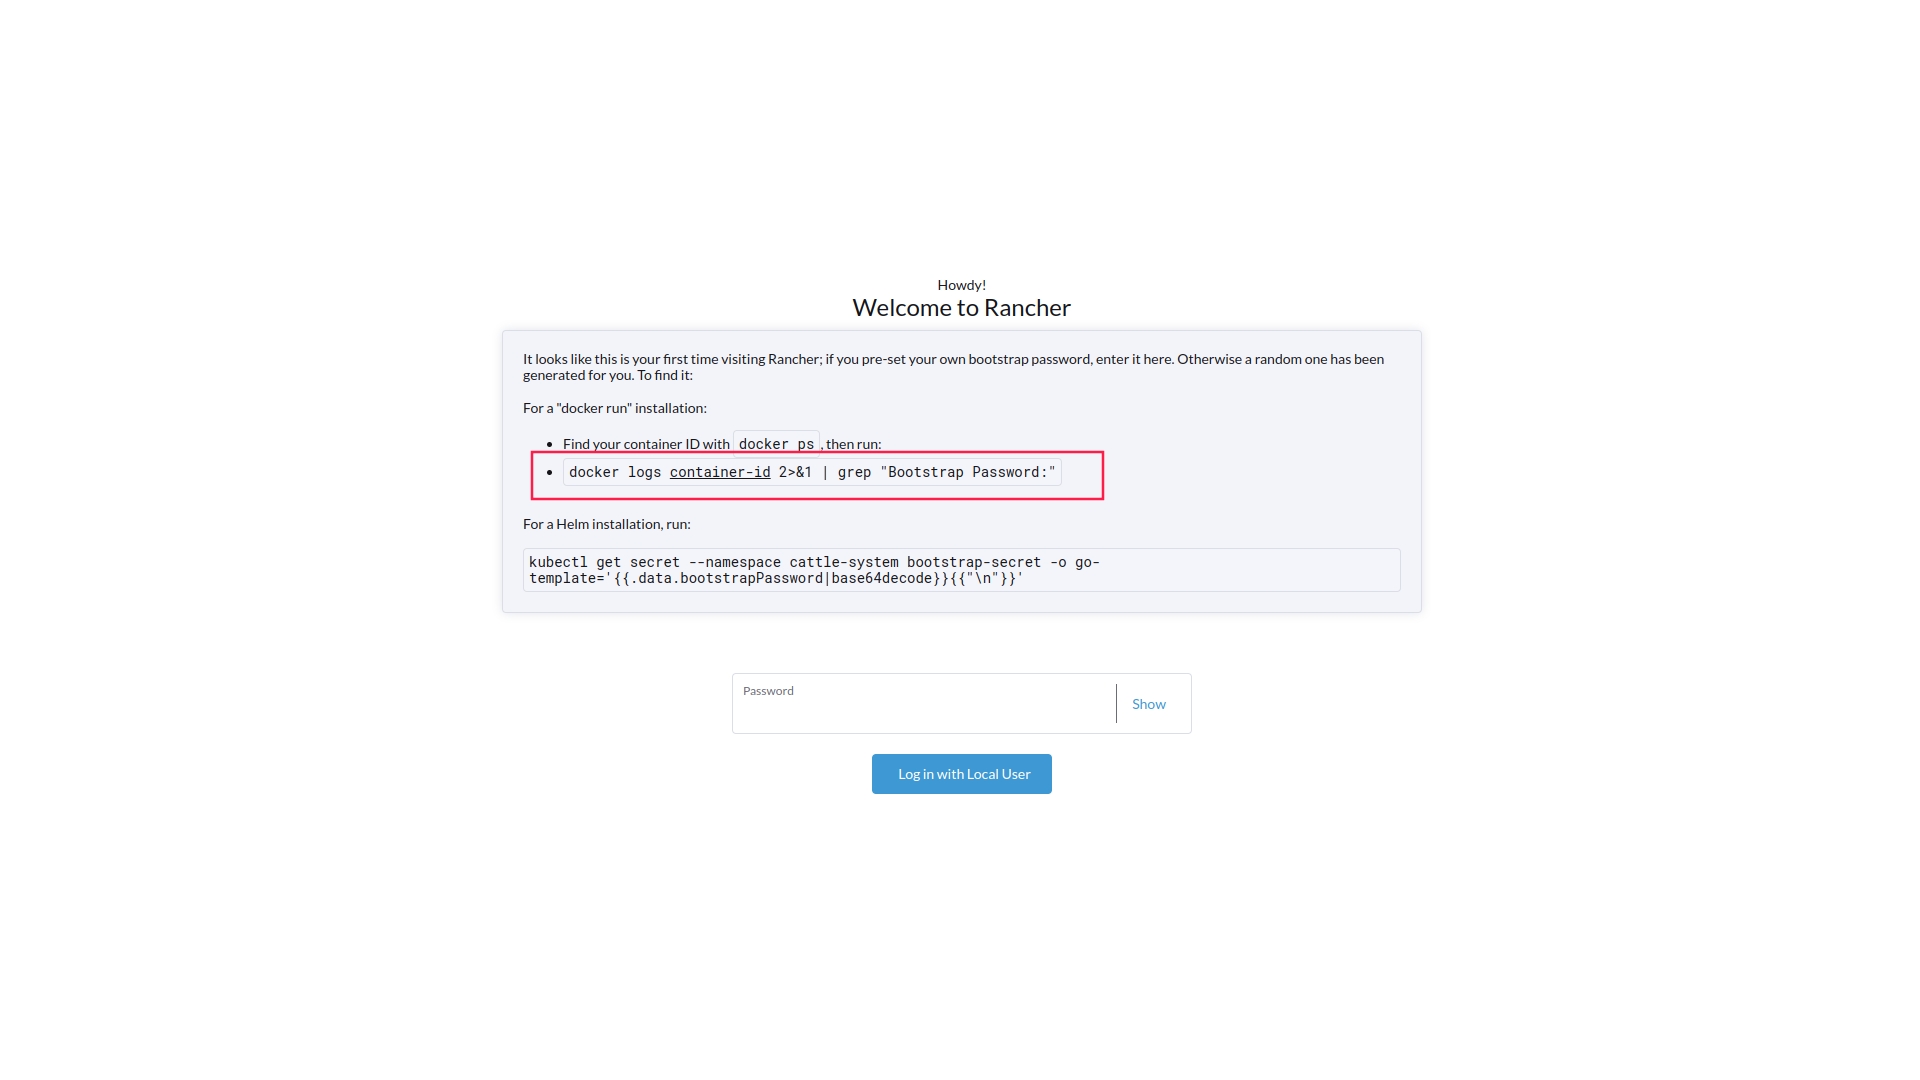 Howdy!
Welcome to Rancher
It looks like this is your first time visiting Rancher; if you pre-set your own bootstrap password, enter it here. Otherwise a random one has been
generated for you. To find it:
For a "docker run" installation:
• Find your container ID with docker ps, then run:
• docker logs container-id 2>&1 | grep "Bootstrap Password:"
For a Helm installation, run:
kubectl get secret --namespace cattle-system bootstrap-secret -o go-
template='{{.data.bootstrapPassword|base64decode}}{{"\n"}}'
Password
Show
Log in with Local User